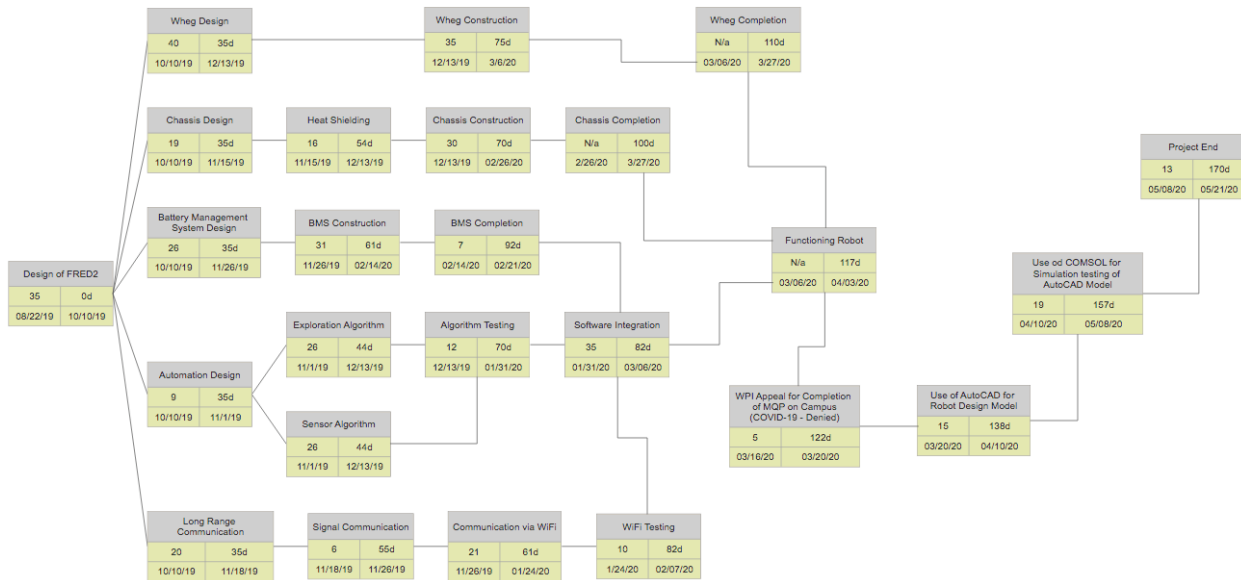 Wheg Design
40 35d
10/10/19 12/13/19
Wheg Construction
35 75d
12/13/19 3/6/20
Wheg Completion
N/a 110d
03/06/20 3/27/20
Chassis Design
19 35d
10/10/19 11/15/19
Heat Shielding
16 54d
11/15/19 12/13/19
Chassis Construction
30 70d
12/13/19 02/26/20
Chassis Completion
N/a 100d
2/26/20 3/27/20
Project End
13 170d
05/08/20 05/21/20
Battery Management
System Design
26 35d
10/10/19 11/26/19
BMS Construction
31 61d
11/26/19 02/14/20
BMS Completion
7 92d
02/14/20 02/21/20
Functioning Robot
N/a 117d
03/06/20 04/03/20
Design of FRED2
35 0d
08/22/19 10/10/19
Use od COMSOL for
Simulation testing of
AutoCAD Model
19 157d
04/10/20 05/08/20
Exploration Algorithm
26 44d
11/1/19 12/13/19
Algorithm Testing
12 70d
12/13/19 01/31/20
Software Integration
35 82d
01/31/20 03/06/20
Automation Design
9 35d
10/10/19 11/1/19
Sensor Algorithm
26 44d
11/1/19 12/13/19
WPI Appeal for Completion
of MQP on Campus
(COVID-19 - Denied)
5 122d
03/16/20 03/20/20
Use of AutoCAD for
Robot Design Model
15 138d
03/20/20 04/10/20
Long Range
Communication
20 35d
10/10/19 11/18/19
Signal Communication
6 55d
11/18/19 11/26/19
Communication via WiFi
21 61d
11/26/19 01/24/20
WiFi Testing
10 82d
1/24/20 02/07/20